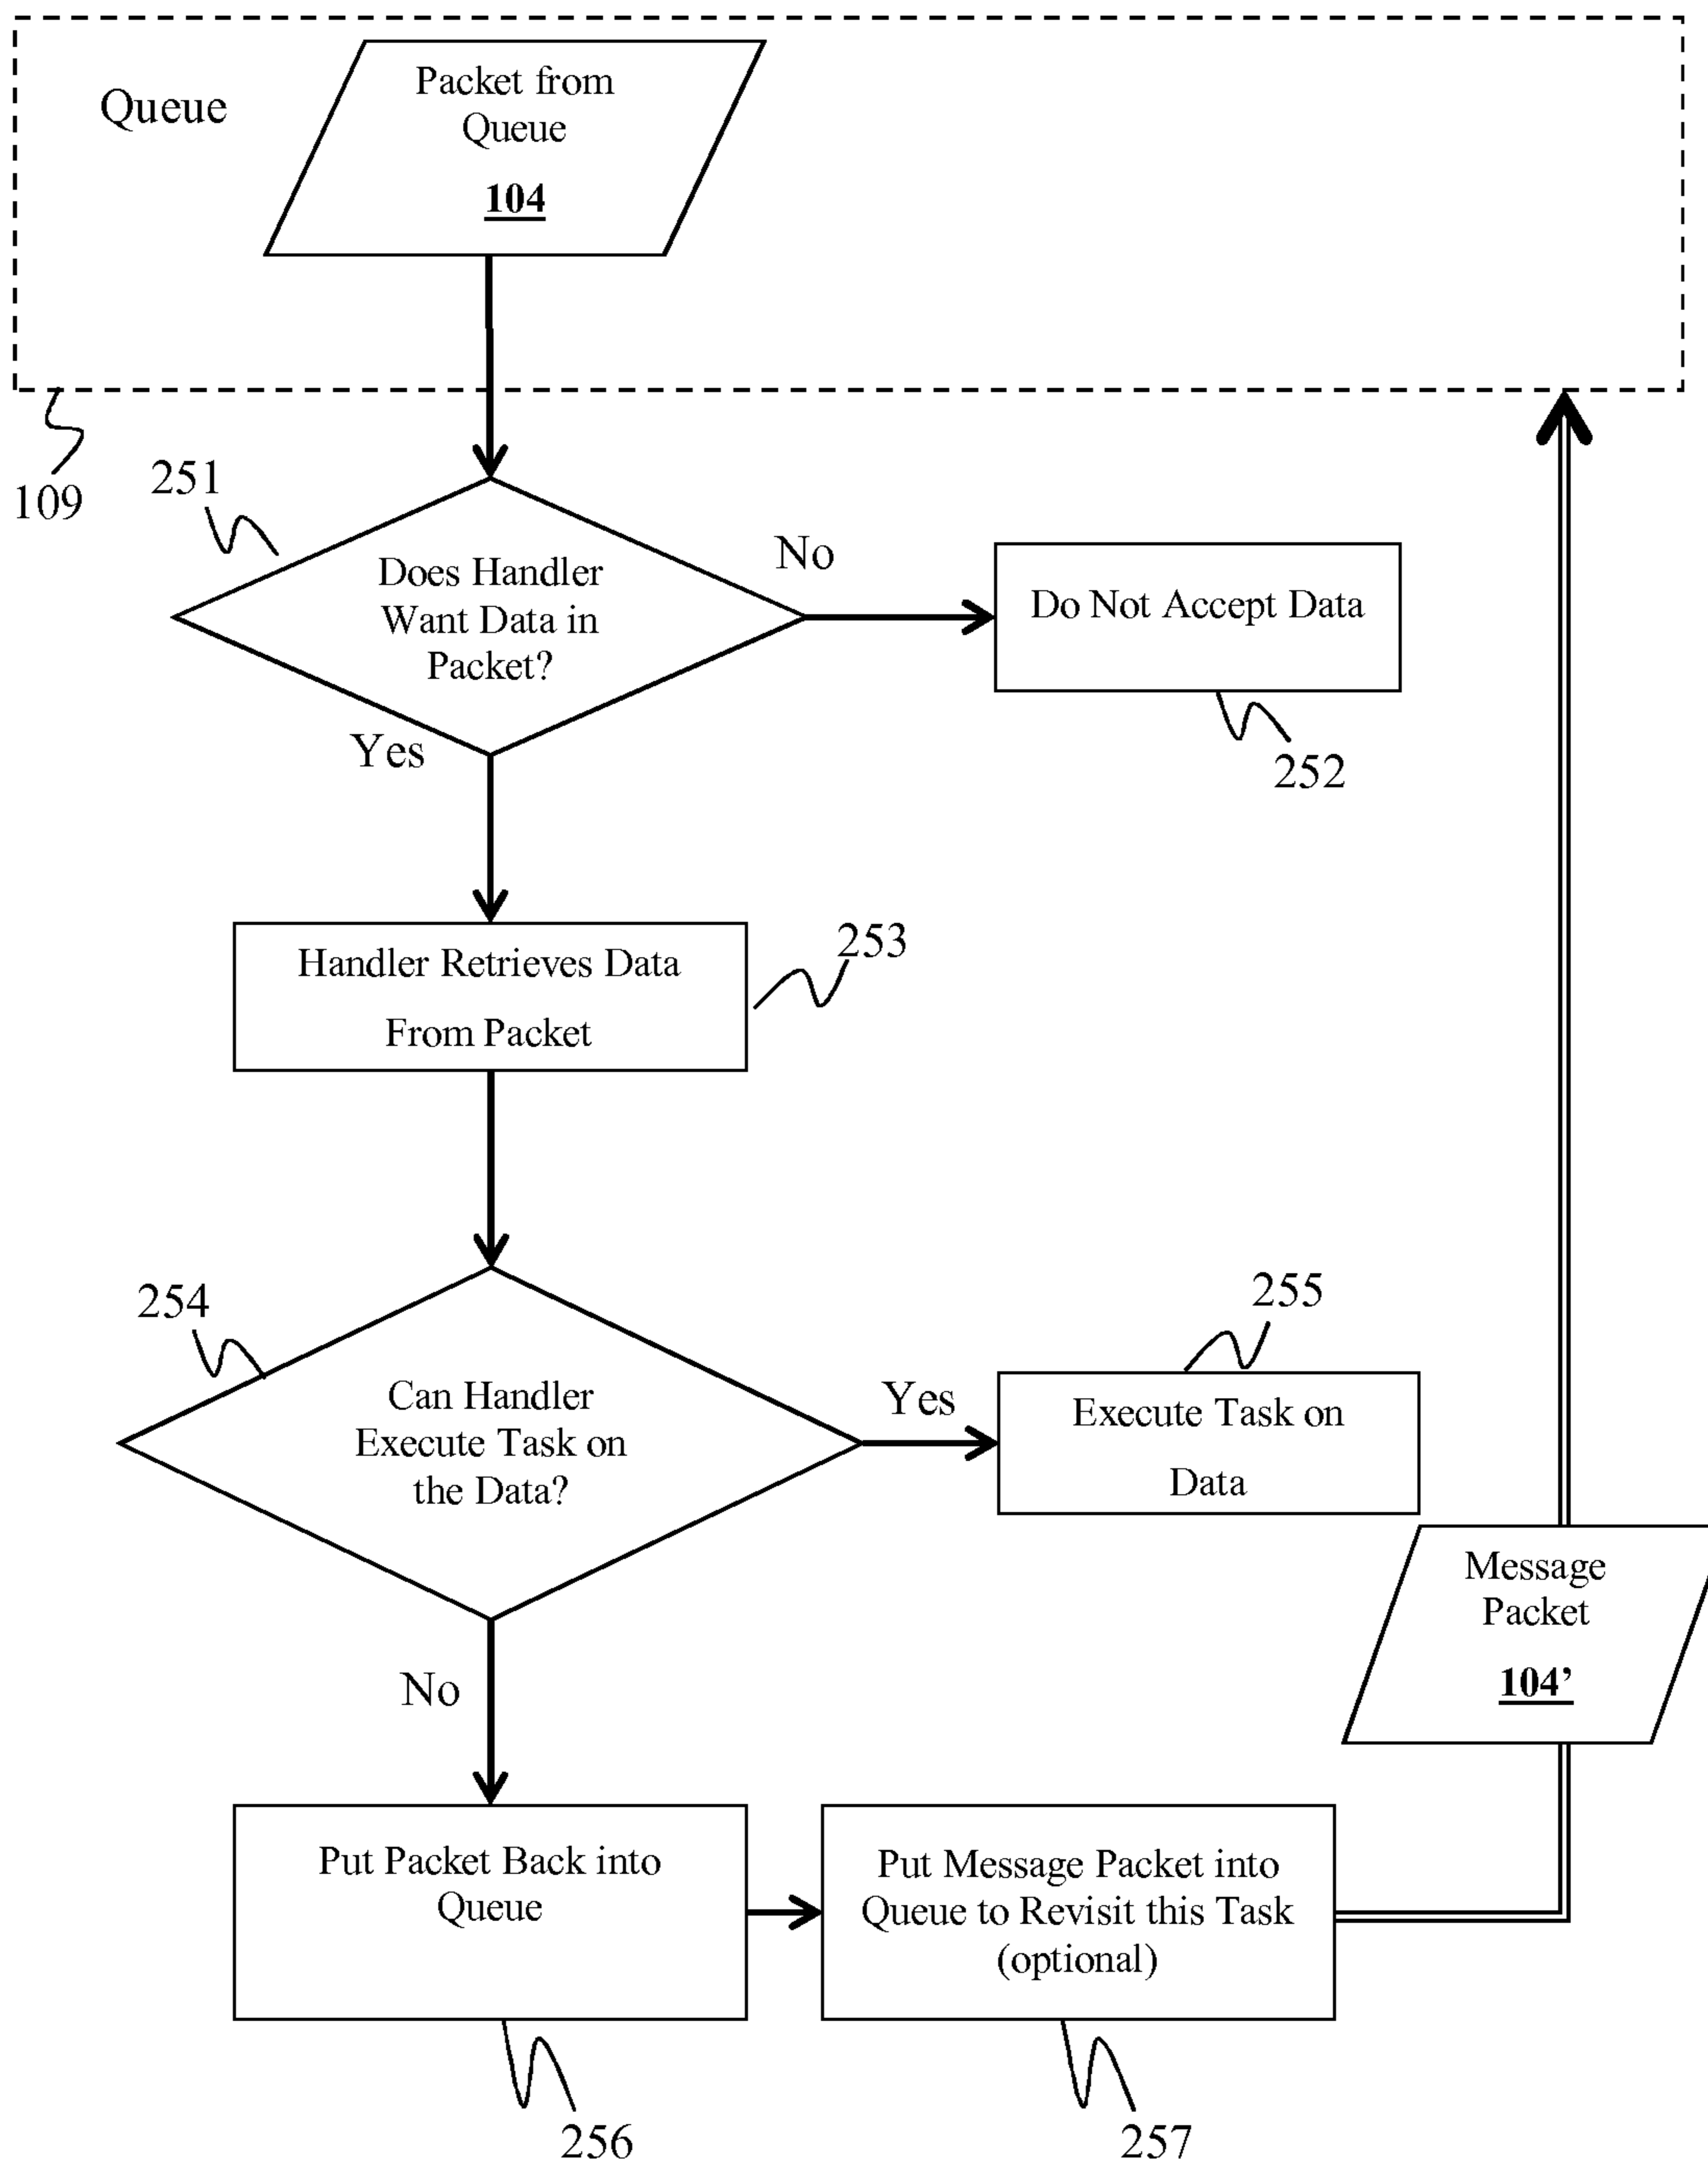 Queue
Packet from
Queue
104
109
251
Does Handler
Want Data in
Packet?
No
Do Not Accept Data
252
Yes
Handler Retrieves Data
From Packet
253
254
Can Handler
Execute Task on
the Data?
Yes
255
Execute Task on
Data
No
Message
Packet
104’
Put Packet Back into
Queue
256
Put Message Packet into
Queue to Revisit this Task
(optional)
257